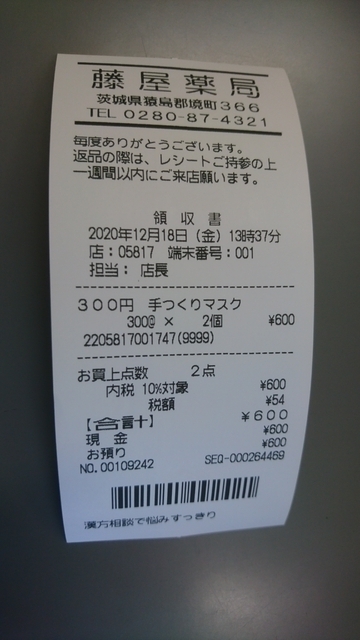 藤屋薬局
茨城県猿島郡境町366
TEL 0280-87-4321
毎度ありがとうございます。
返品の際は、レシートご持参の上
一週間以内にご来店願います。
領収書
2020年12月18日(金) 13時37分
店:05817 端末番号:001
担当: 店長
300円 手つくりマスク
300@ × 2個 ¥600
2205817001747(9999)
お買上点数 2点
内税 10%対象 ¥600
税額 ¥54
【合計】 ¥600
現金 ¥600
お預り ¥600
NO.00109242 SEQ-000264469
漢方相談で悩みすっきり